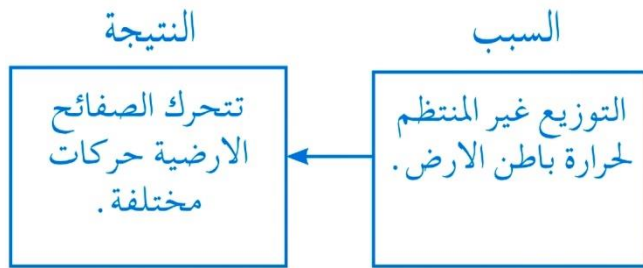 السبب
النتيجة
التوزيع غير المنتظم
لحرارة باطن الارض.
تتحرك الصفائح
الارضية حركات
مختلفة.